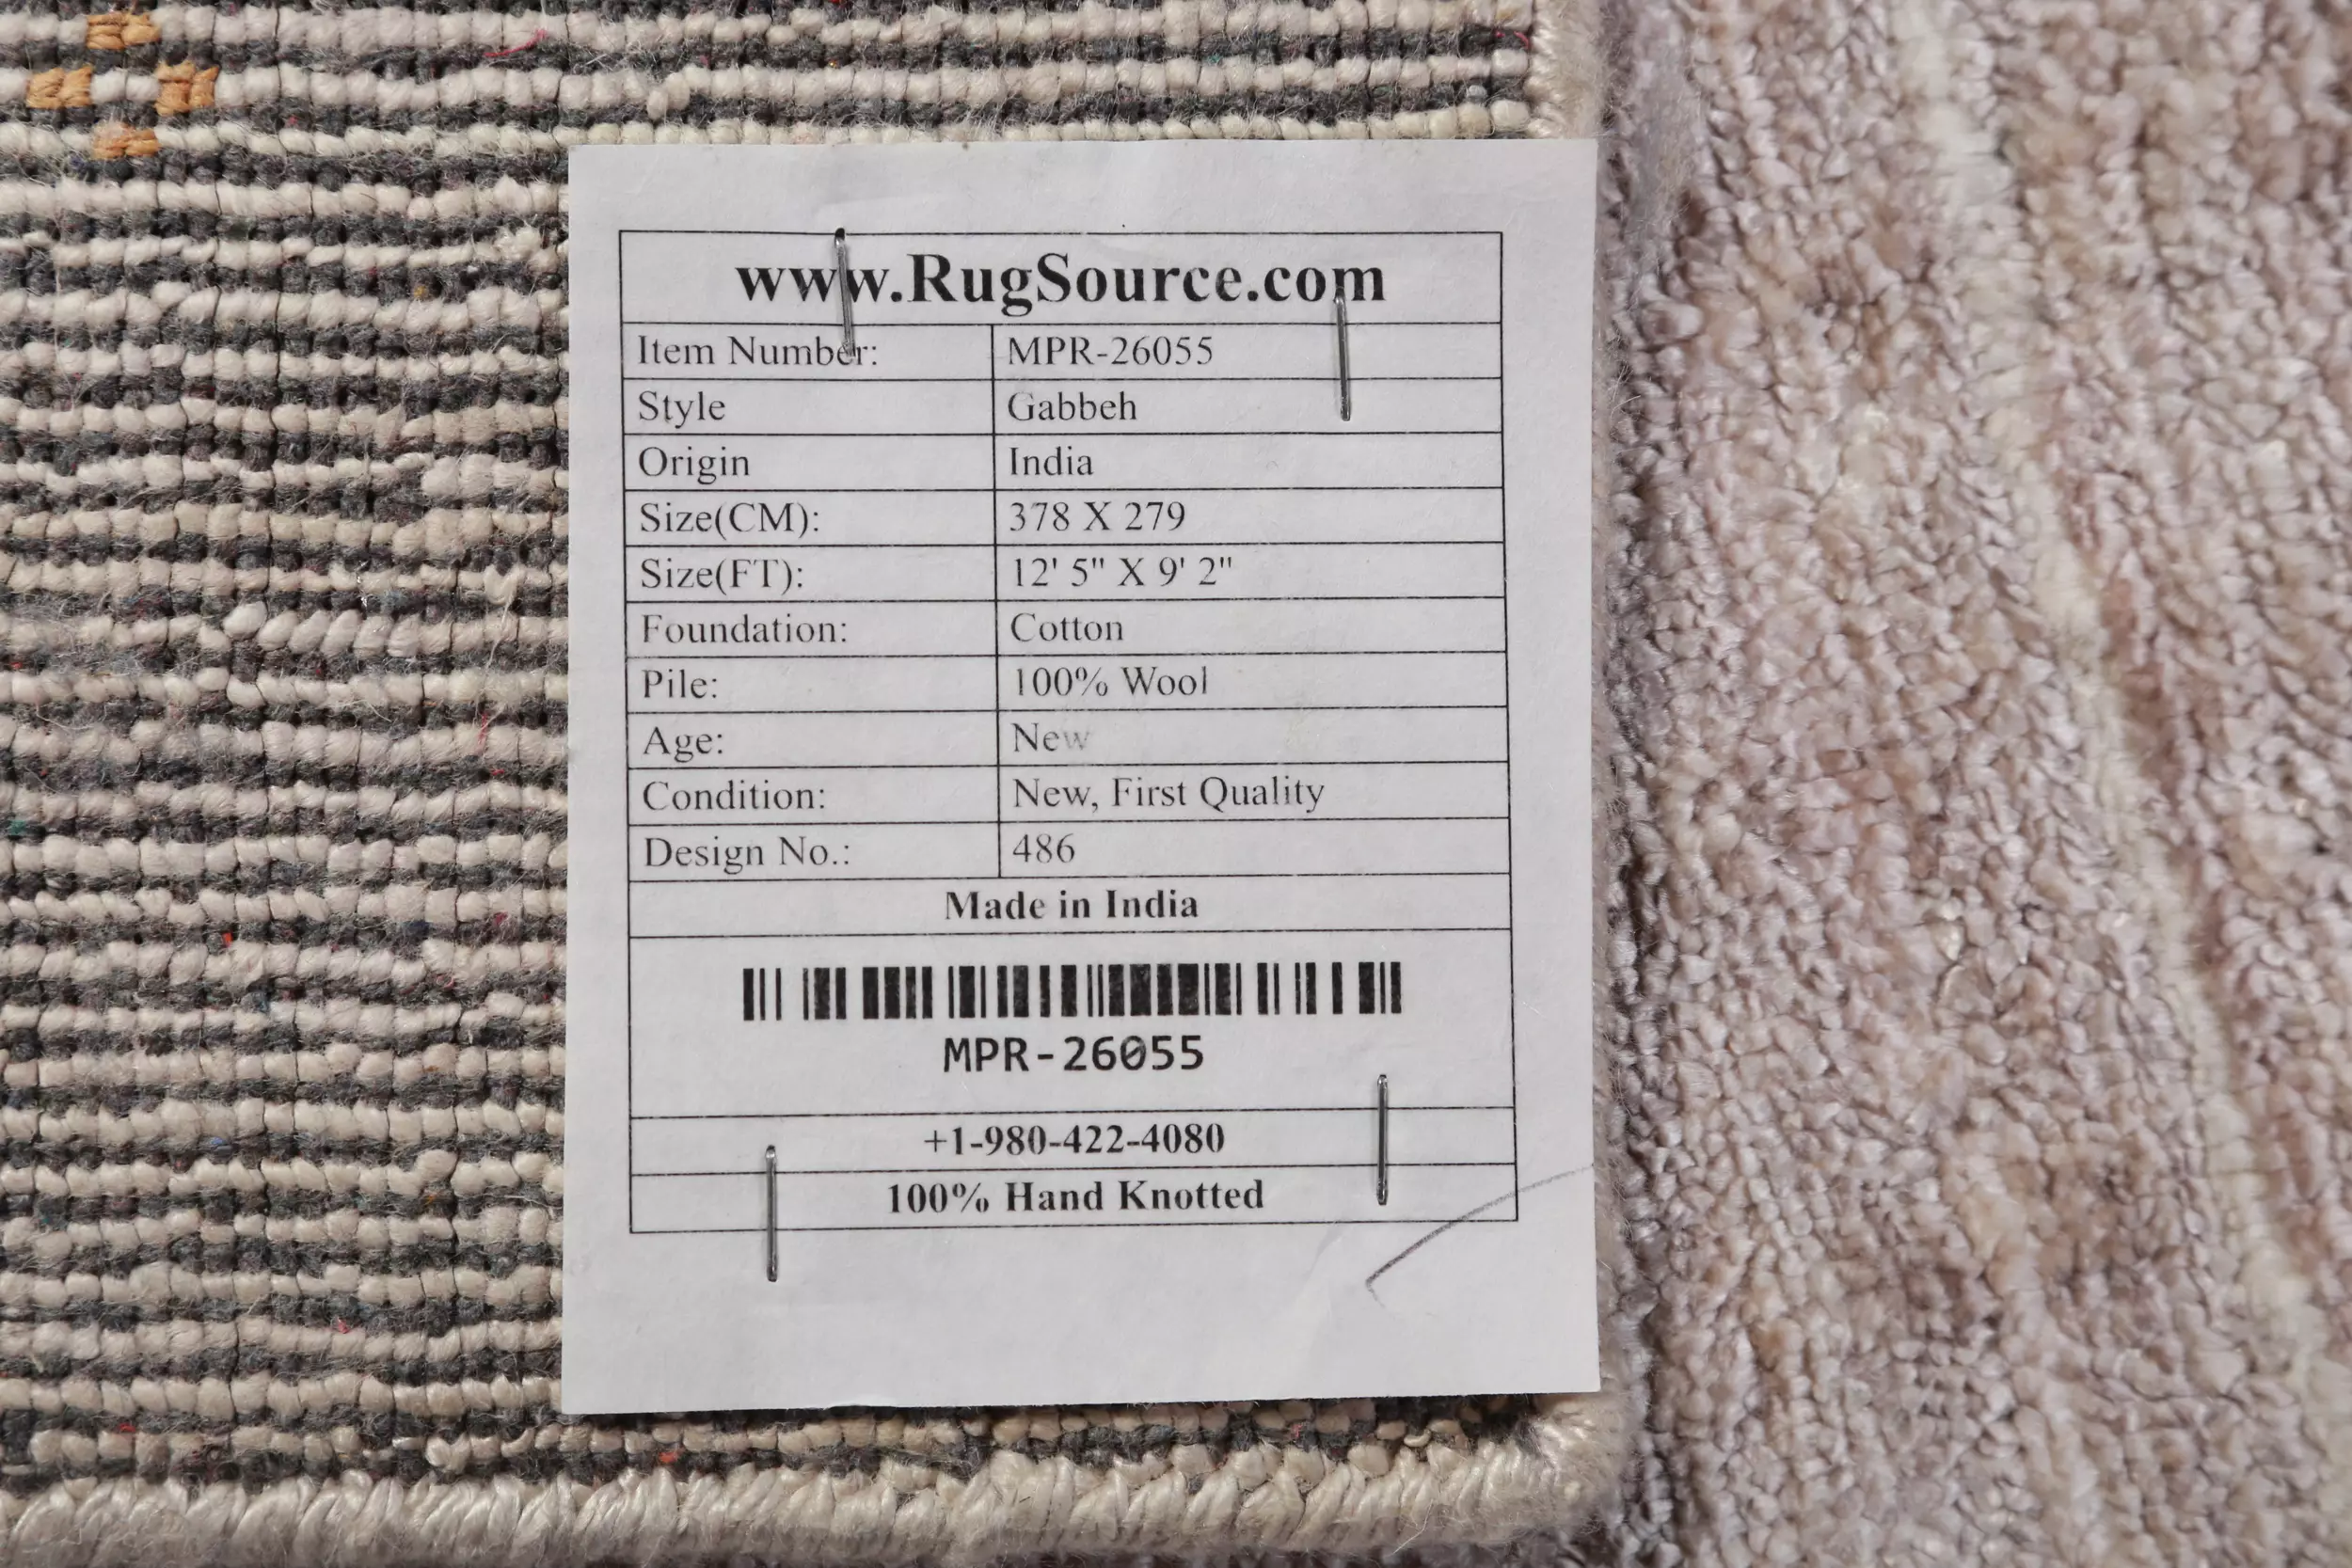 www.RugSource.com
Item Number: MPR-26055
Style Gabbeh
Origin India
Size(CM): 378 X 279
Size(FT): 12' 5" X 9' 2"
Foundation: Cotton
Pile: 100% Wool
Age: New
Condition: New, First Quality
Design No.: 486
Made in India
MPR-26055
+1-980-422-4080
100% Hand Knotted